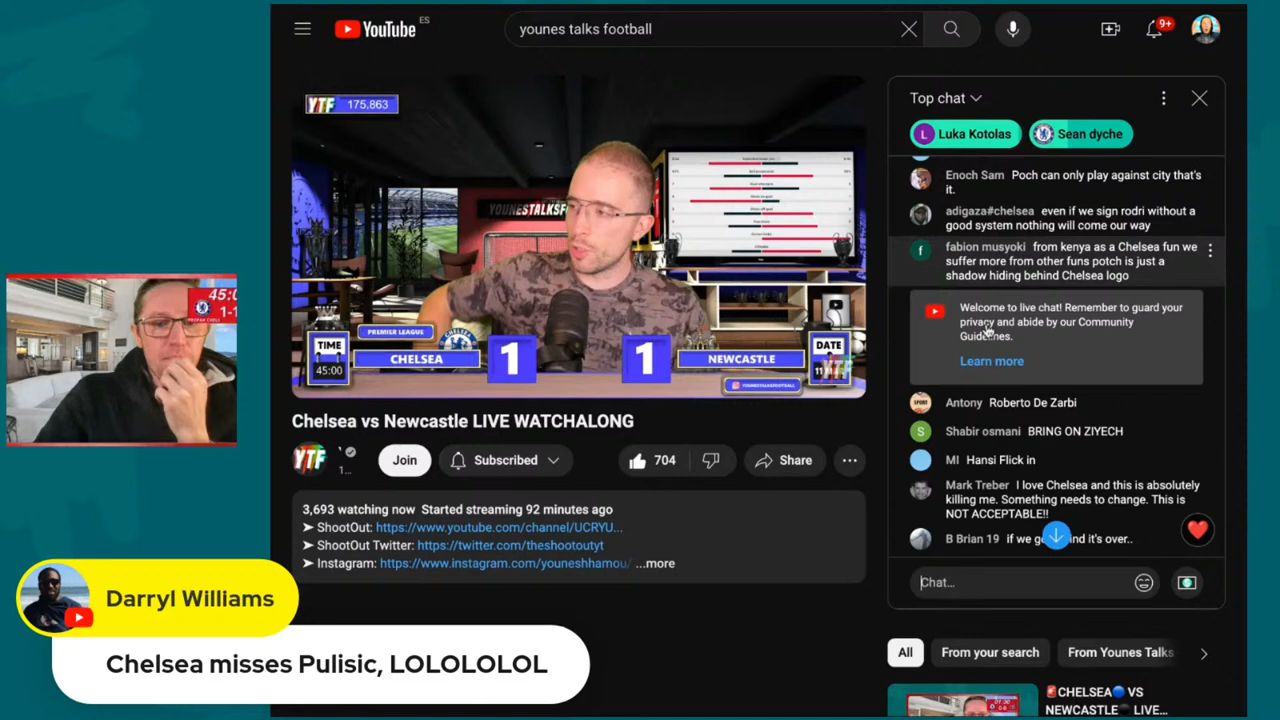 YouTube ES
younes talks football
9+
YTF 175,863
YOUNESTALKSF
PREMIER LEAGUE
TIME
45:00
CHELSEA
1
1
NEWCASTLE
DATE
YOUNESTALKSFOOTBALL
45:0
1-1
Chelsea vs Newcastle LIVE WATCHALONG
YTF
1...
Join
Subscribed
704
Share
3,693 watching now Started streaming 92 minutes ago
➤ ShootOut: https://www.youtube.com/channel/UCRYU...
➤ ShootOut Twitter: https://twitter.com/theshootoutyt
➤ Instagram: https://www.instagram.com/youneshhamou/ ...more
Top chat
L Luka Kotolas
Sean dyche
Enoch Sam Poch can only play against city that's
it.
adigaza#chelsea even if we sign rodri without a
good system nothing will come our way
f fabion musyoki from kenya as a Chelsea fun we
suffer more from other funs potch is just a
shadow hiding behind Chelsea logo
Welcome to live chat! Remember to guard your
privacy and abide by our Community
Guidelines.
Learn more
Antony Roberto De Zarbi
S Shabir osmani BRING ON ZIYECH
MI Hansi Flick in
Mark Treber I love Chelsea and this is absolutely
killing me. Something needs to change. This is
NOT ACCEPTABLE!!
B Brian 19 if we go nd it's over..
Chat...
All
From your search
From Younes Talks
CHELSEA VS
NEWCASTLE LIVE...
Darryl Williams
Chelsea misses Pulisic, LOLOLOLOL